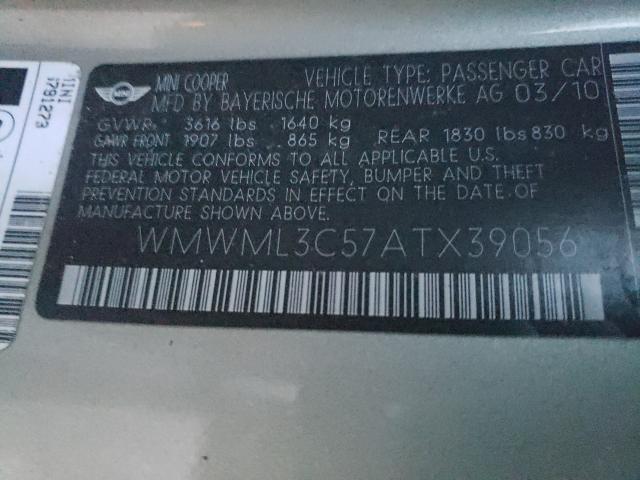 MINI COOPER VEHICLE TYPE: PASSENGER CAR
MFD BY BAYERISCHE MOTORENWERKE AG 03/10
GVWR 3616 lbs 1640 kg
GAWR FRONT 1907 lbs 865 kg REAR 1830 lbs 830 kg
THIS VEHICLE CONFORMS TO ALL APPLICABLE U.S.
FEDERAL MOTOR VEHICLE SAFETY, BUMPER AND THEFT
PREVENTION STANDARDS IN EFFECT ON THE DATE OF
MANUFACTURE SHOWN ABOVE.
WMWML3C57ATX39056